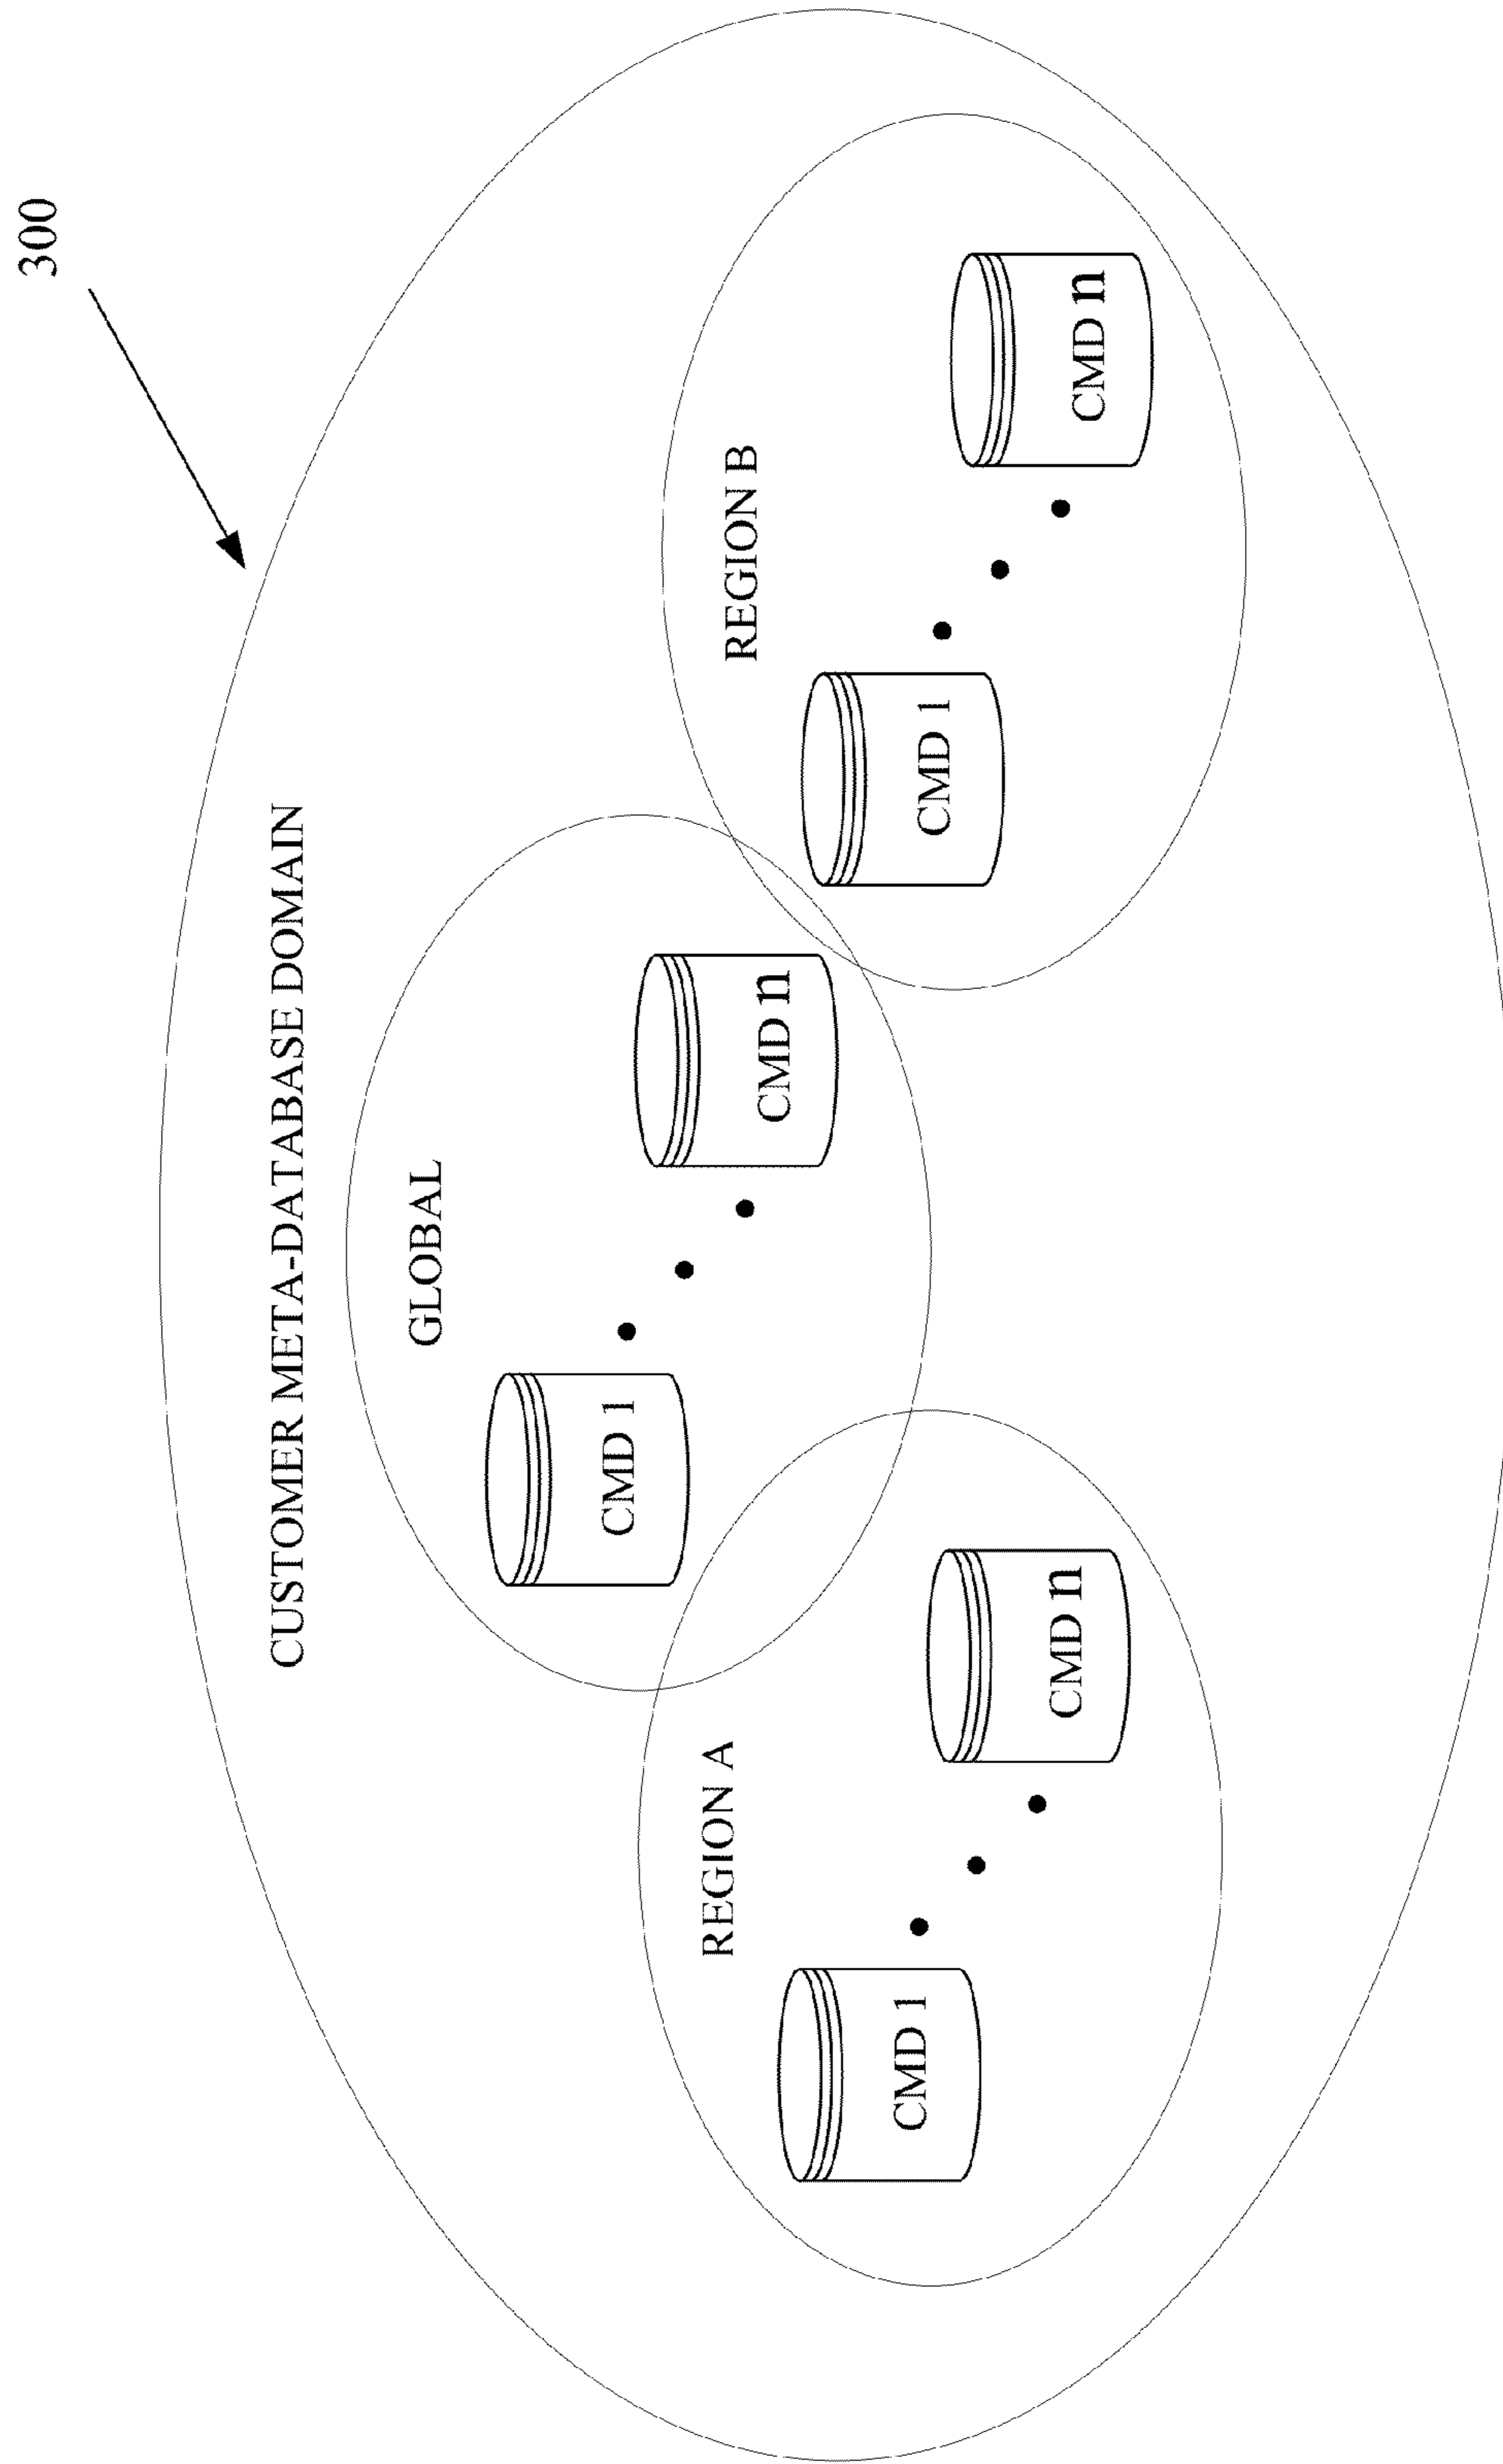 300
CUSTOMER META-DATABASE DOMAIN
GLOBAL
CMD 1
CMD n
REGION A
CMD 1
CMD n
REGION B
CMD 1
CMD n